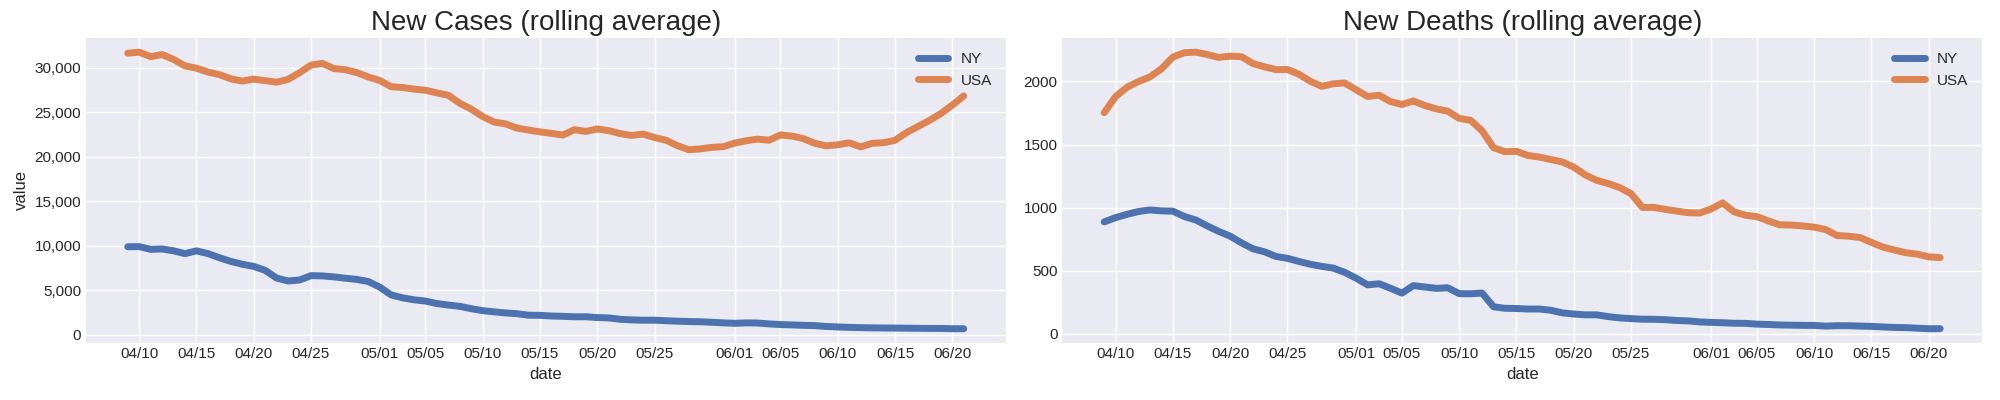 New Cases (rolling average)
NY
USA
30,000
25,000
20,000
15,000
10,000
5,000
0
value
04/10 04/15 04/20 04/25 05/01 05/05 05/10 05/15 05/20 05/25 06/01 06/05 06/10 06/15 06/20
date
New Deaths (rolling average)
NY
USA
2000
1500
1000
500
0
04/10 04/15 04/20 04/25 05/01 05/05 05/10 05/15 05/20 05/25 06/01 06/05 06/10 06/15 06/20
date